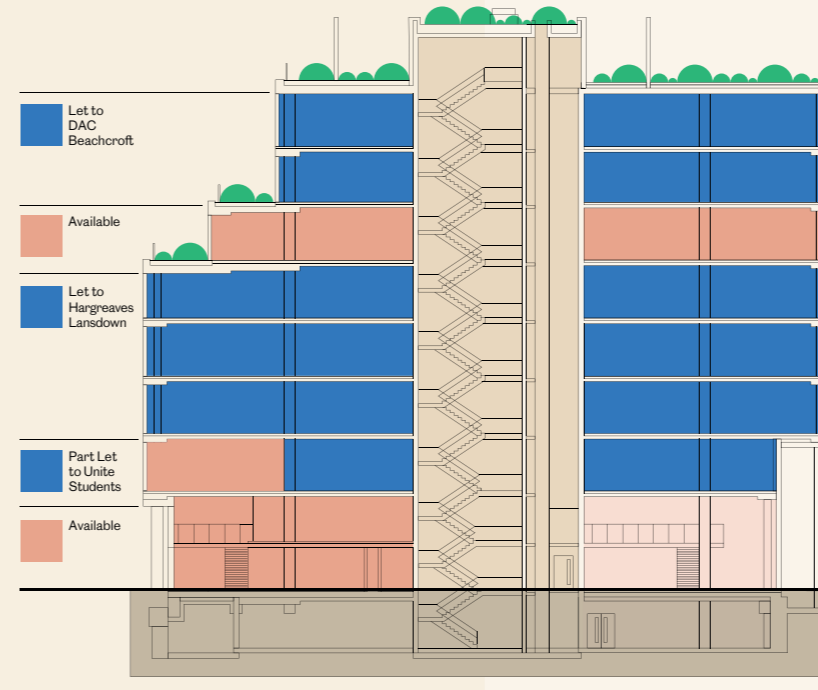 Let to
DAC
Beachcroft
Available
Let to
Hargreaves
Lansdown
Part Let
to Unite
Students
Available